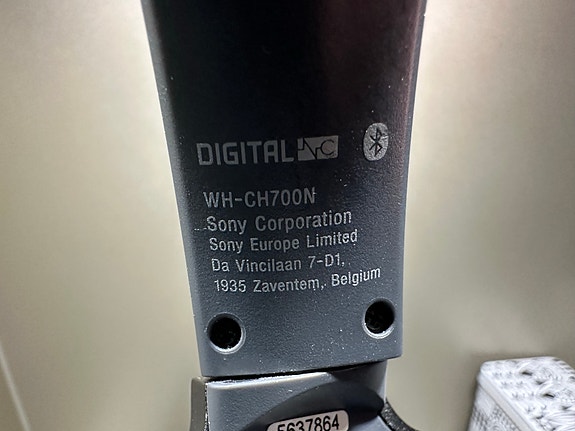 DIGITAL NC
WH-CH700N
Sony Corporation
Sony Europe Limited
Da Vincilaan 7-D1,
1935 Zaventem, Belgium
5637864